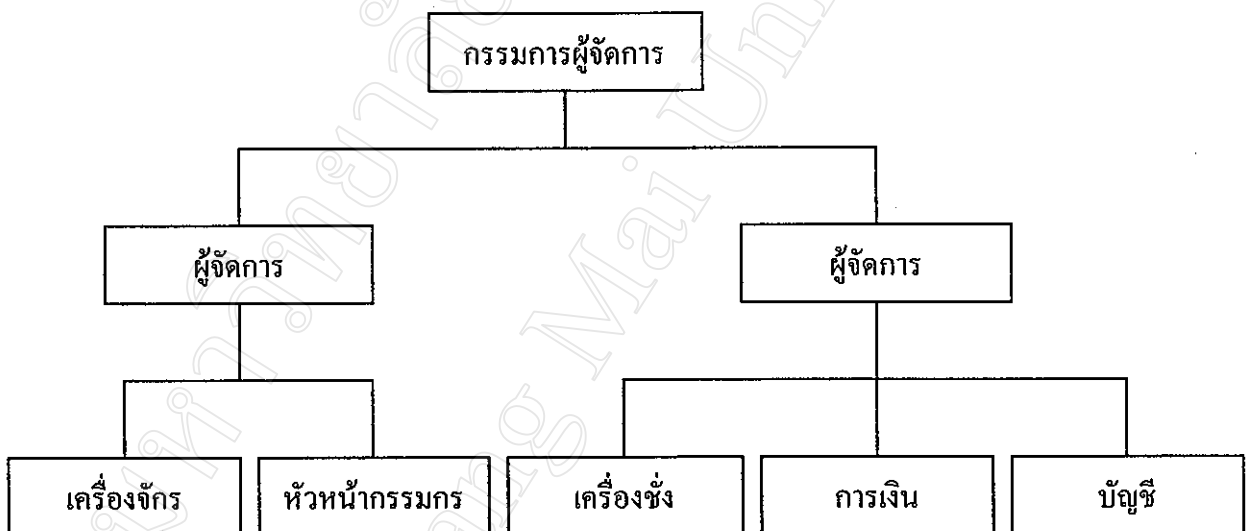 กรรมการผู้จัดการ
ผู้จัดการ
ผู้จัดการ
เครื่องจักร
หัวหน้ากรรมกร
เครื่องชั่ง
การเงิน
บัญชี